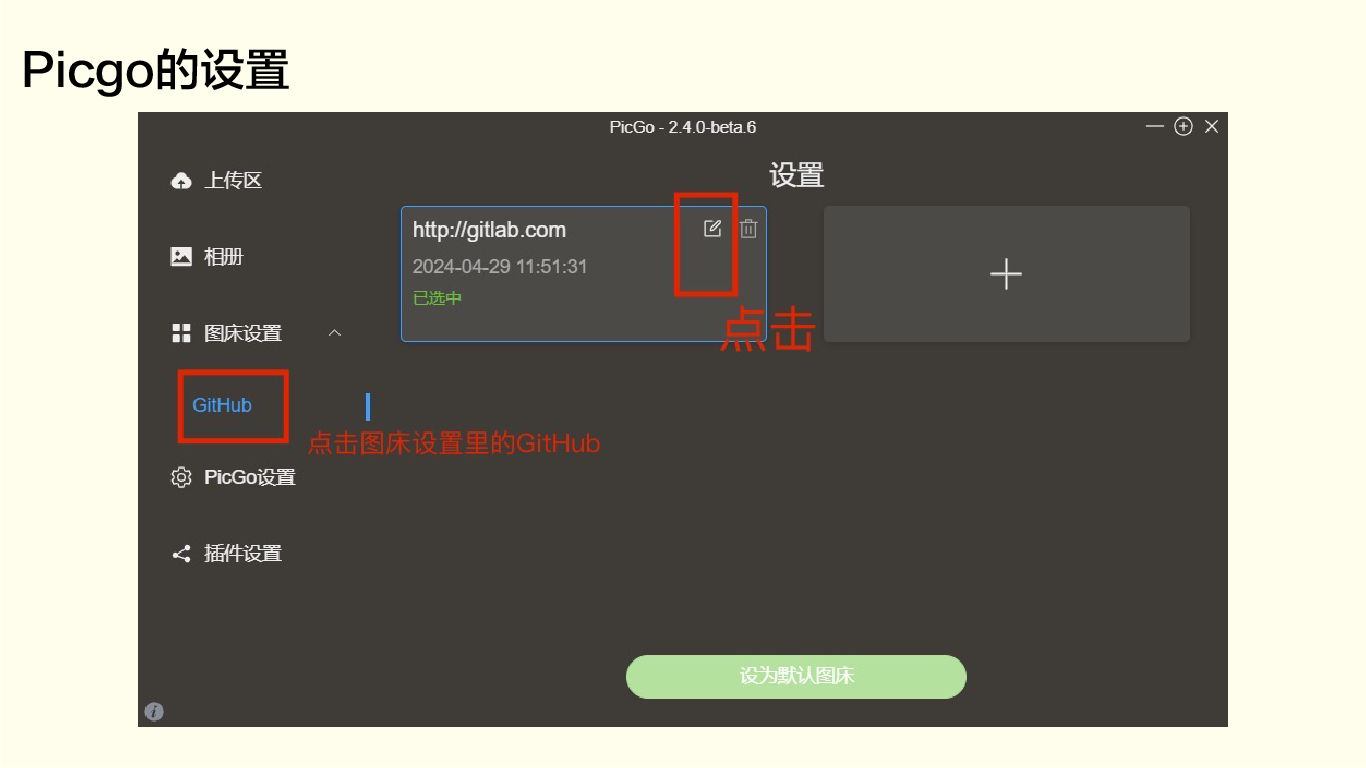 Picgo的设置
PicGo - 2.4.0-beta.6
上传区
设置
http://gitlab.com
2024-04-29 11:51:31
已选中
点击
相册
图床设置
GitHub
点击图床设置里的GitHub
PicGo设置
插件设置
设为默认图床